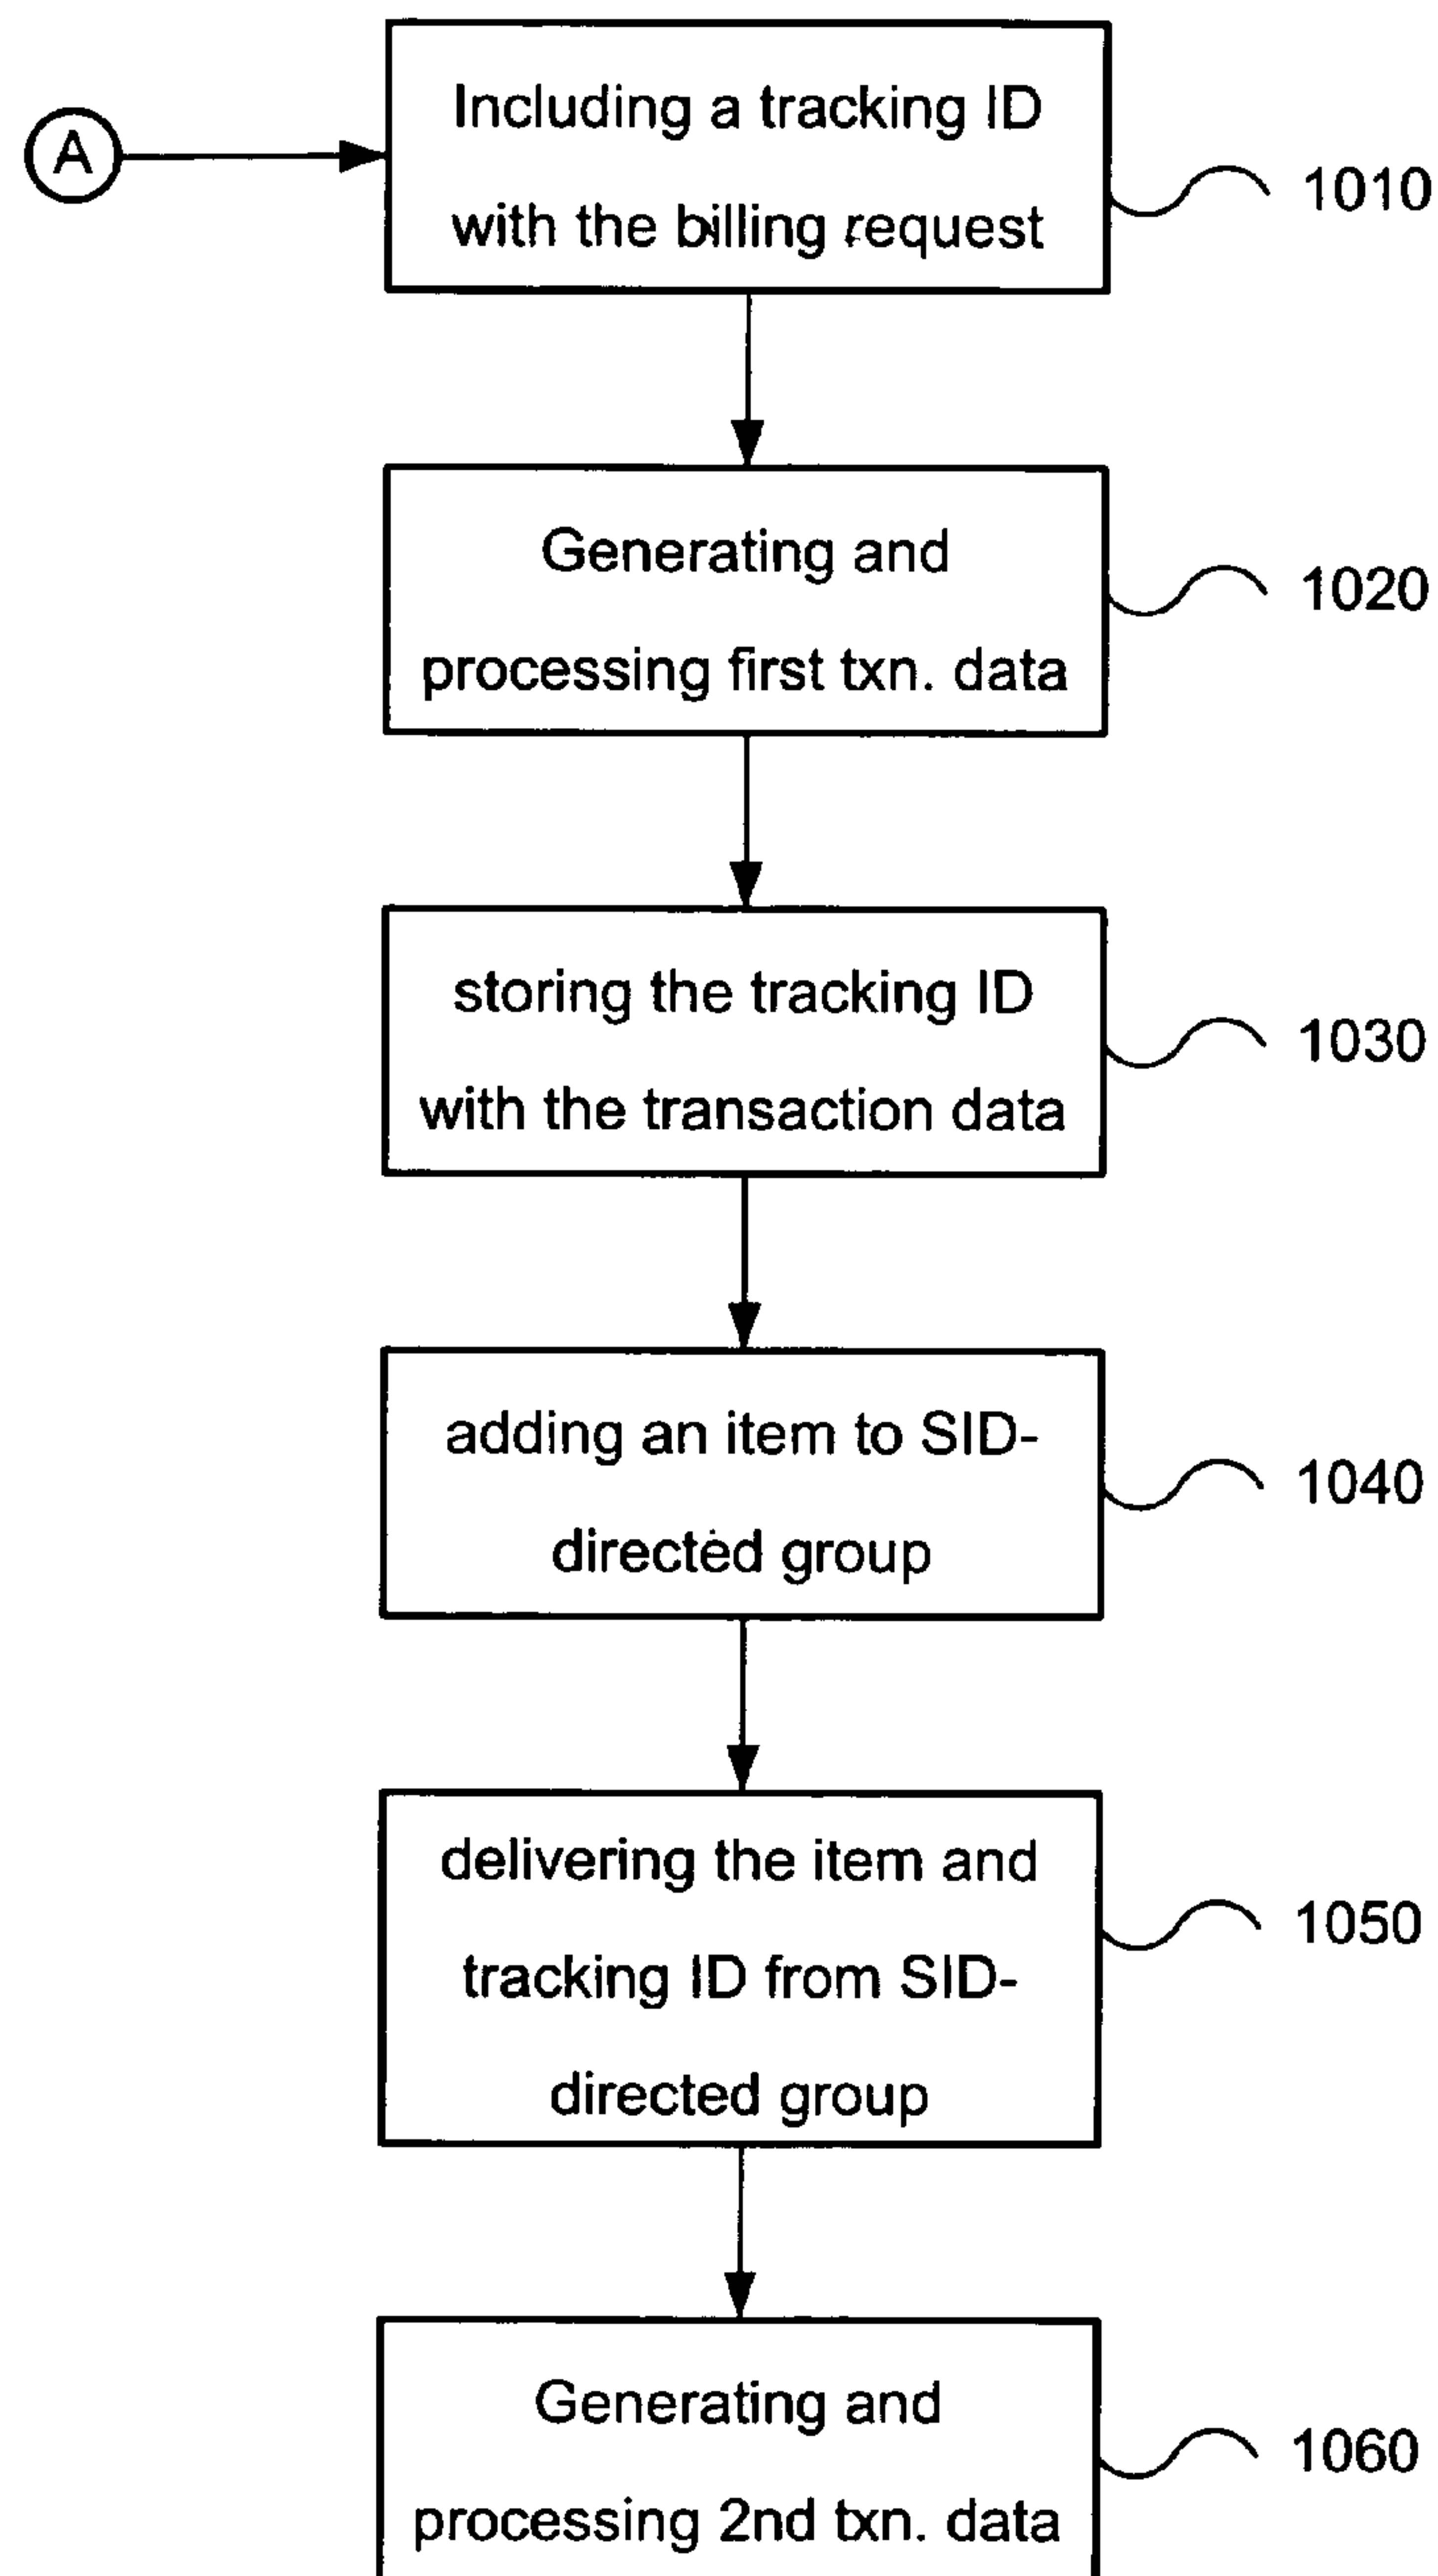 Including a tracking ID
A
with the billing request
1010
Generating and
1020
processing first txn. data
storing the tracking ID
1030
with the transaction data
adding an item to SID-
1040
directed group
delivering the item and
1050
tracking ID from SID-
directed group
Generating and
1060
processing 2nd txn. data